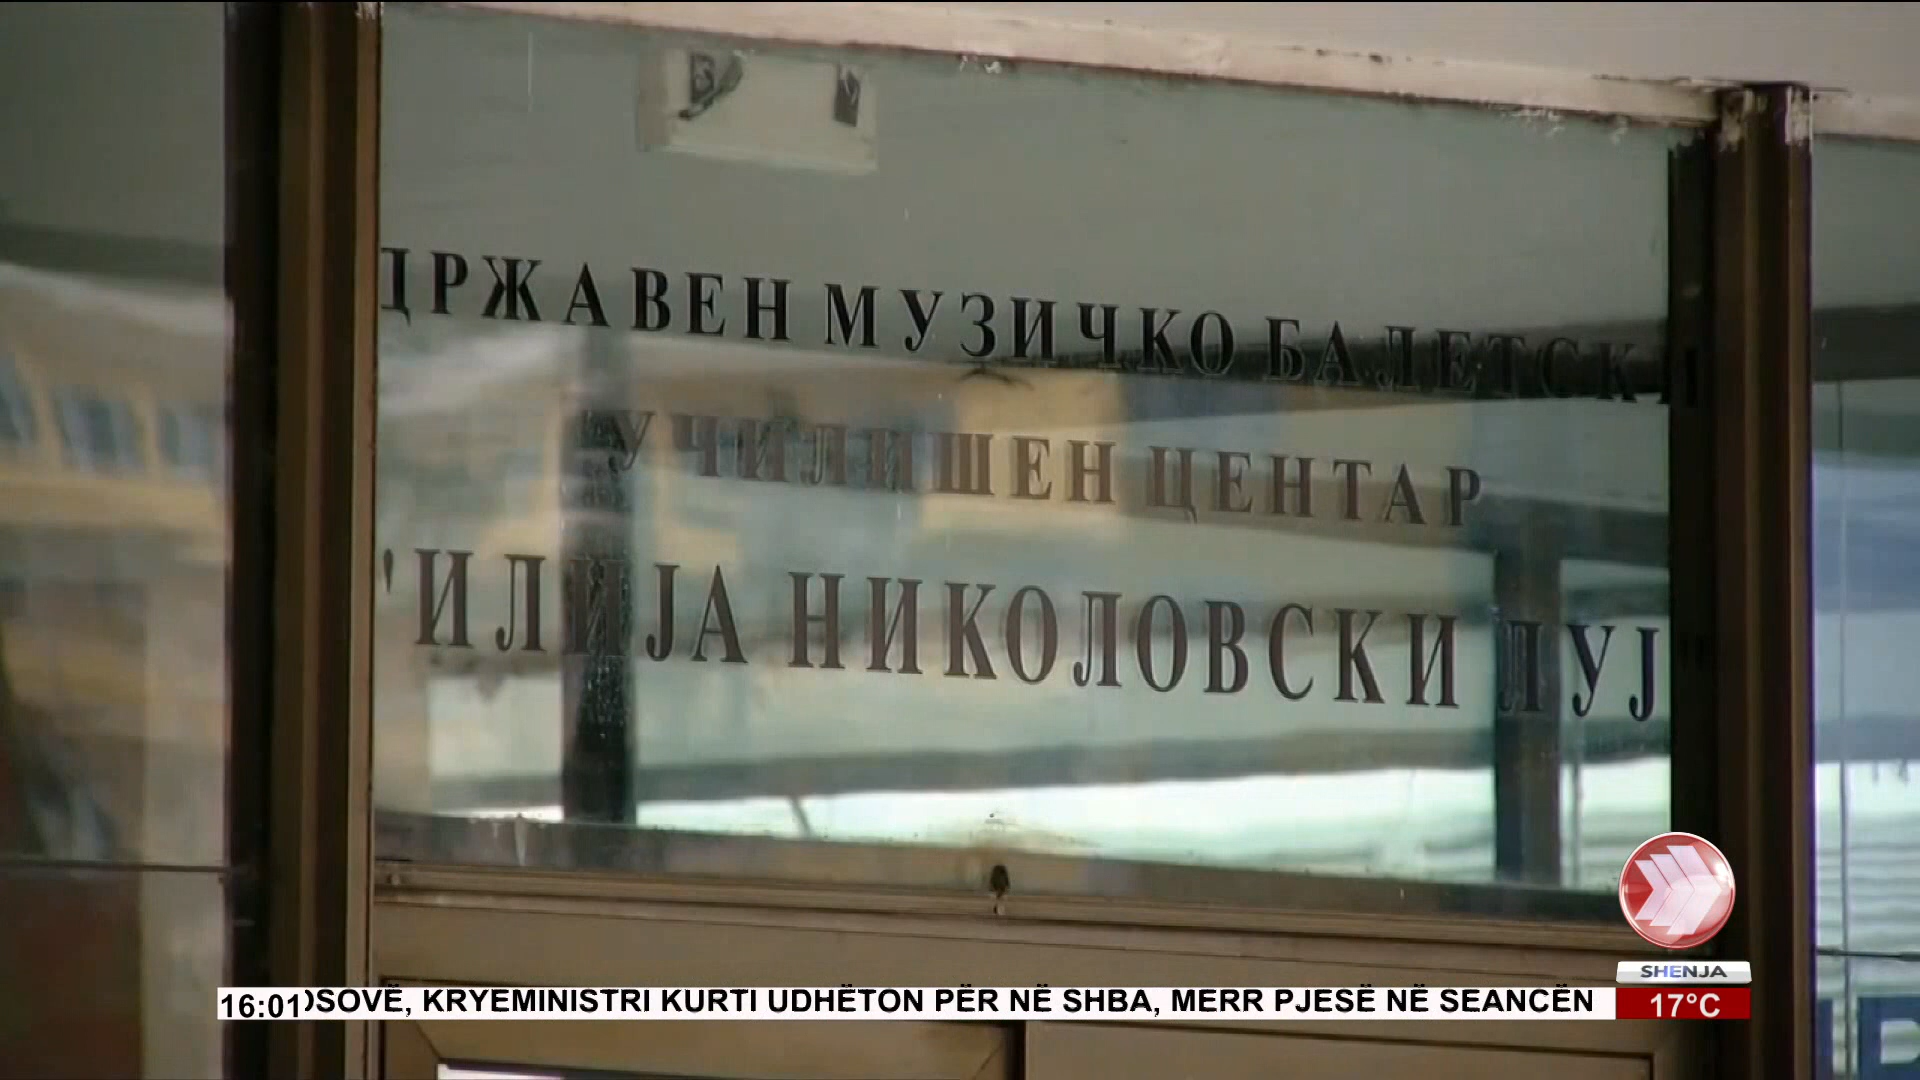 ДРЖАВЕН МУЗИЧКО БАЛЕТСКИ
УЧИЛИШЕН ЦЕНТАР
"ИЛИЈА НИКОЛОВСКИ ЛУЈ"
SHENJA
16:01 OSOVË, KRYEMINISTRI KURTI UDHËTON PËR NË SHBA, MERR PJESË NË SEANCËN 17°C